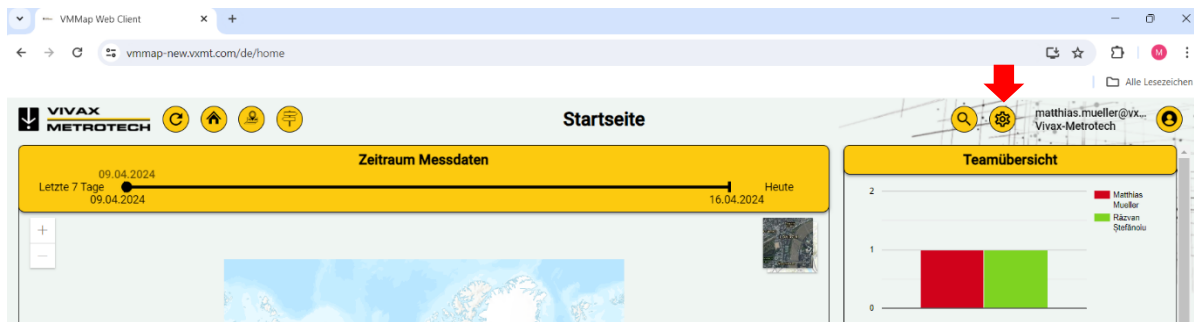 VMMap Web Client
vmmap-new.vxmt.com/de/home
M
Alle Lesezeichen
VIVAX
METROTECH
Startseite
matthias.mueller@vx...
Vivax-Metrotech
Zeitraum Messdaten
09.04.2024
Letzte 7 Tage
Heute
09.04.2024
16.04.2024
+
−
Teamübersicht
2
1
0
Matthias
Mueller
Răzvan
Ștefănoiu